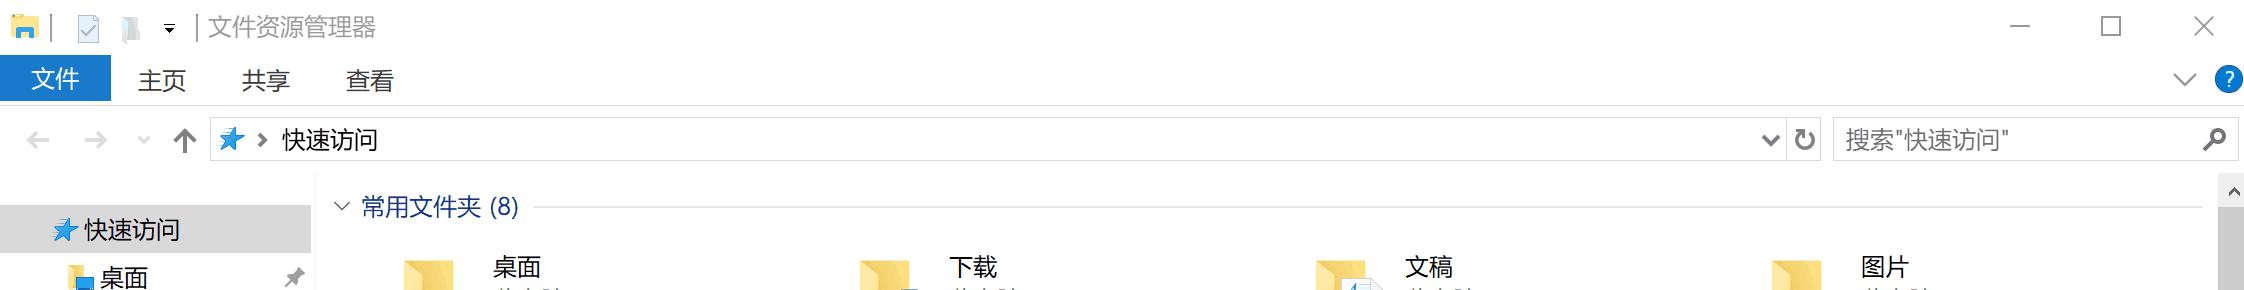 文件资源管理器
文件 主页 共享 查看
快速访问 搜索"快速访问"
常用文件夹 (8)
快速访问
桌面 下载 文稿 图片
桌面